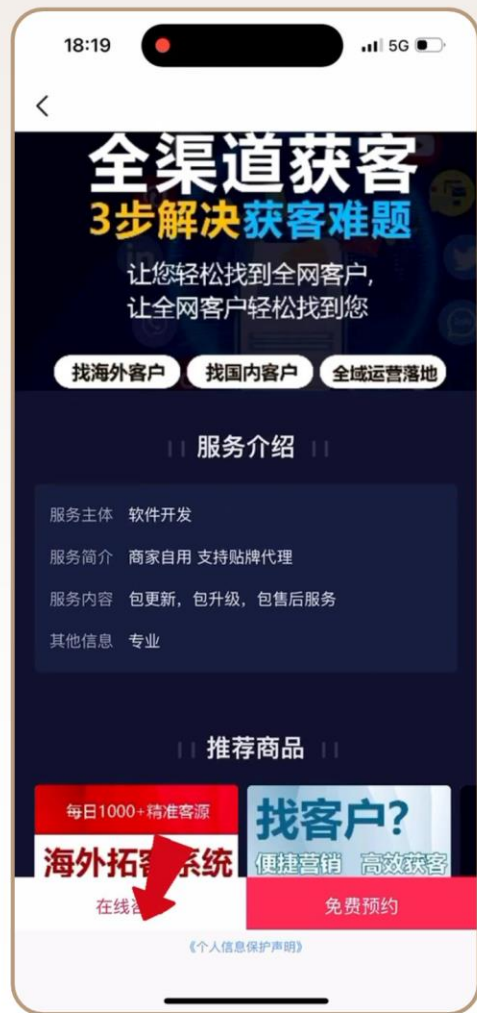 18:19
5G
全渠道获客
3步解决获客难题
让您轻松找到全网客户,
让全网客户轻松找到您
找海外客户 找国内客户 全域运营落地
服务介绍
服务主体 软件开发
服务简介 商家自用 支持贴牌代理
服务内容 包更新，包升级，包售后服务
其他信息 专业
推荐商品
每日1000+精准客源
海外拓客系统
找客户?
便捷营销 高效获客
在线
免费预约
《个人信息保护声明》